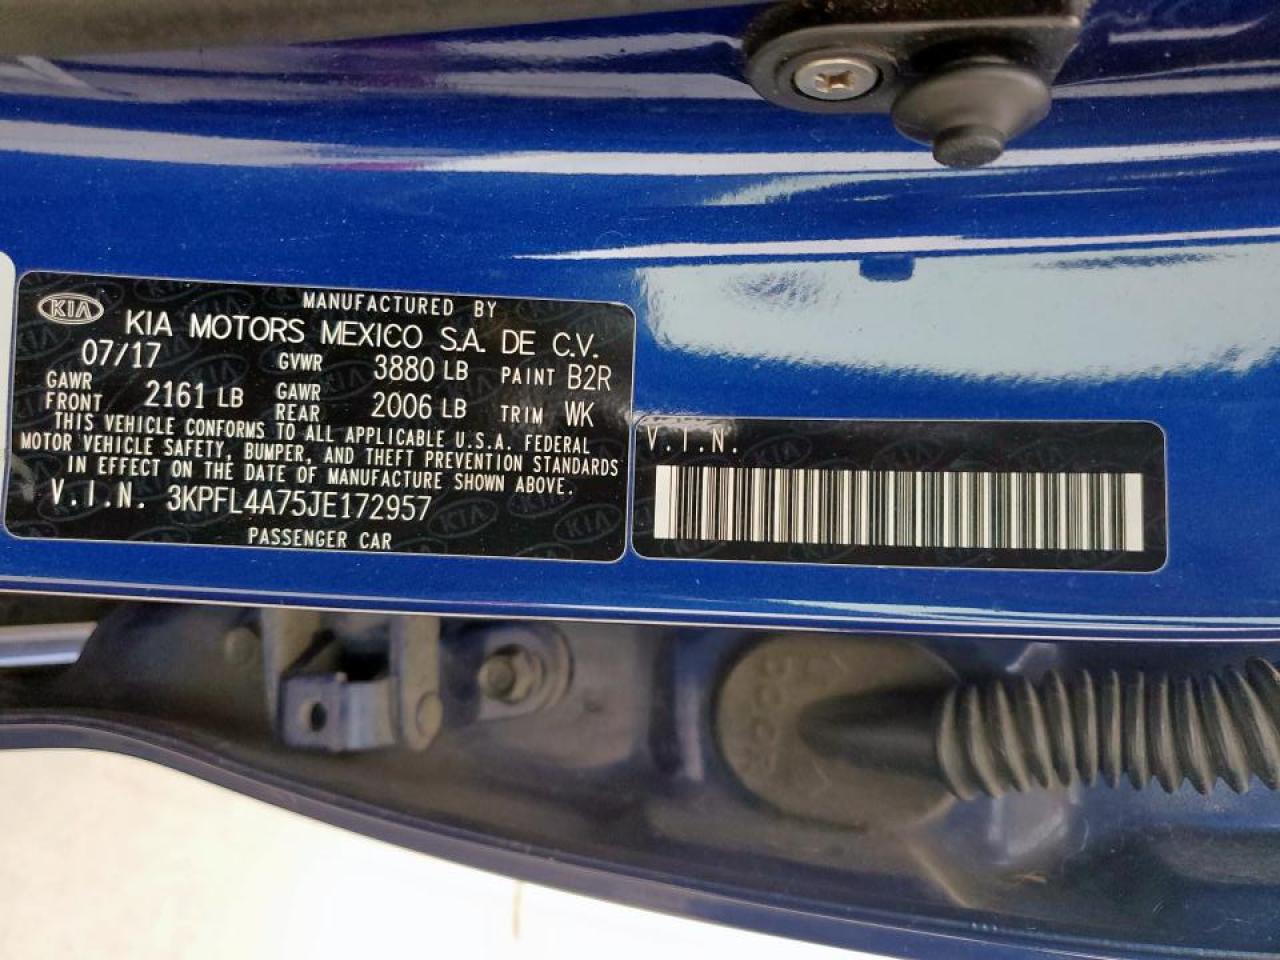 KIA
MANUFACTURED BY
KIA MOTORS MEXICO S.A. DE C.V.
07/17 GVWR 3880 LB PAINT B2R
GAWR FRONT 2161 LB GAWR REAR 2006 LB TRIM WK
THIS VEHICLE CONFORMS TO ALL APPLICABLE U.S.A. FEDERAL
MOTOR VEHICLE SAFETY, BUMPER, AND THEFT PREVENTION STANDARDS
IN EFFECT ON THE DATE OF MANUFACTURE SHOWN ABOVE.
V.I.N. 3KPFL4A75JE172957
PASSENGER CAR
V.I.N.